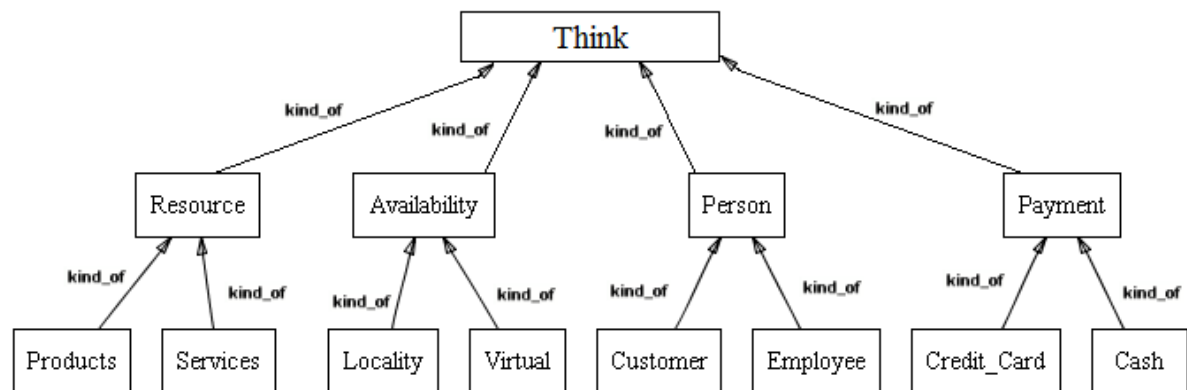 Think
kind_of
kind_of
kind_of
kind_of
Resource
Availability
Person
Payment
kind_of
kind_of
kind_of
kind_of
kind_of
kind_of
kind_of
kind_of
Products
Services
Locality
Virtual
Customer
Employee
Credit_Card
Cash